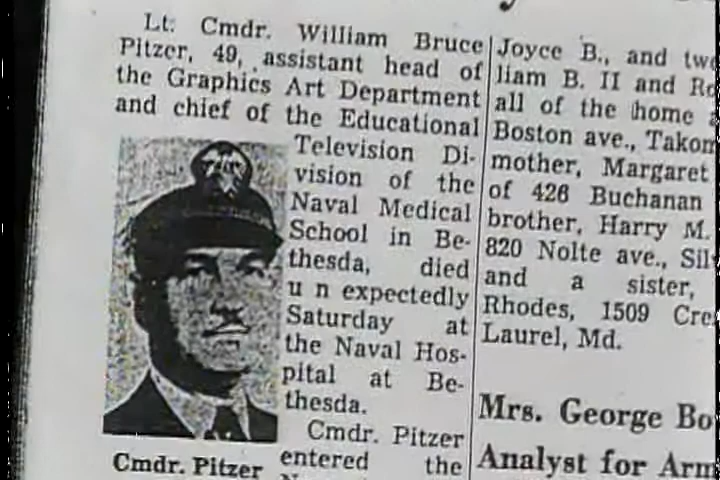 Lt. Cmdr. William Bruce
Pitzer, 49, assistant head of
the Graphics Art Department
and chief of the Educational
Television Di-
vision of the
Naval Medical
School in Be-
thesda, died
u n expectedly
Saturday at
the Naval Hos-
pital at Be-
thesda.
Cmdr. Pitzer
entered the
Cmdr. Pitzer
Joyce B., and
liam B. II and
all of the home
Boston ave.,
mother, Margaret
of 426 Buchanan
brother, Harry M.
820 Nolte ave.,
and a sister,
Rhodes, 1509
Laurel, Md.
Mrs. George
Analyst for